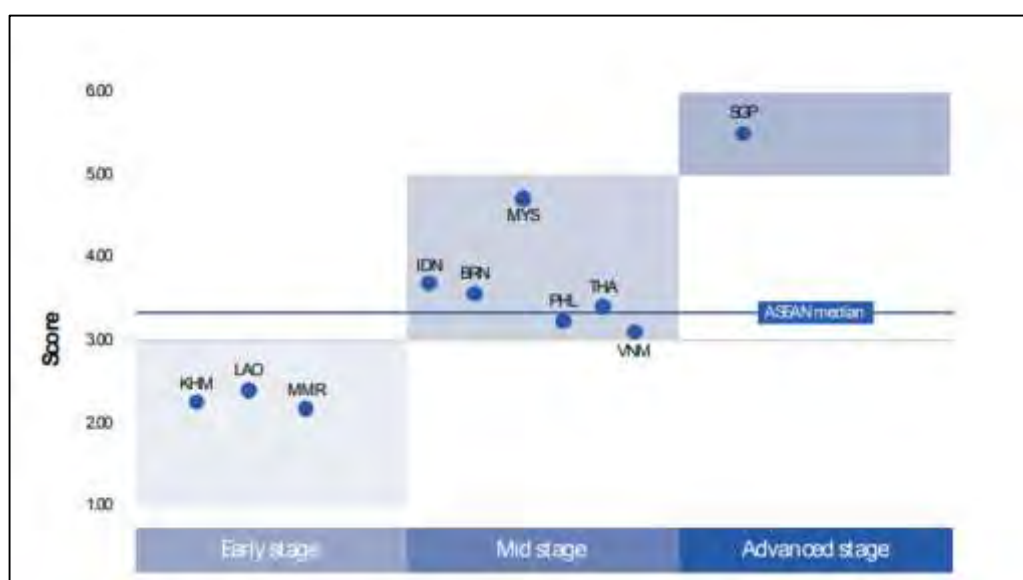 6.00
SGP
5.00
MYS
4.00
IDN
BRN
PHL
THA
ASEAN median
Score
3.00
VNM
KHM
LAO
MMR
2.00
1.00
Early stage
Mid stage
Advanced stage